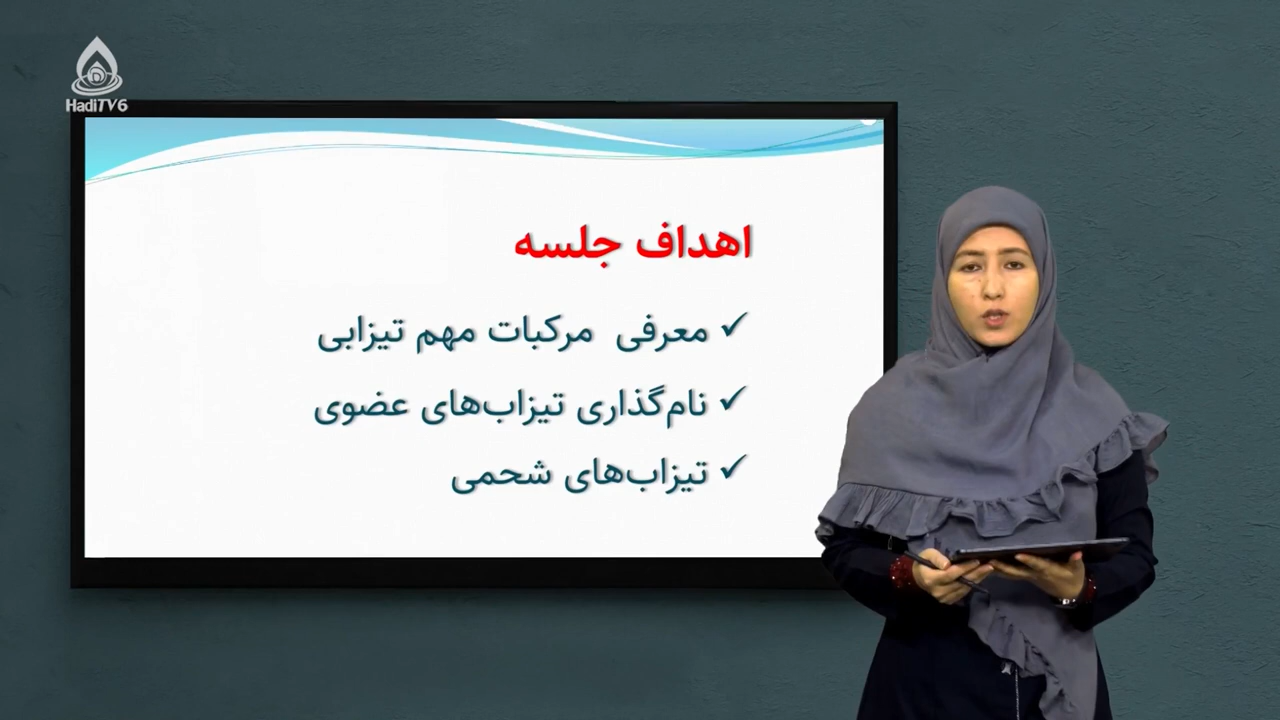 HadiTV6
اهداف جلسه
✓ معرفی مرکبات مهم تیزابی
✓ نام‌گذاری تیزاب‌های عضوی
✓ تیزاب‌های شحمی